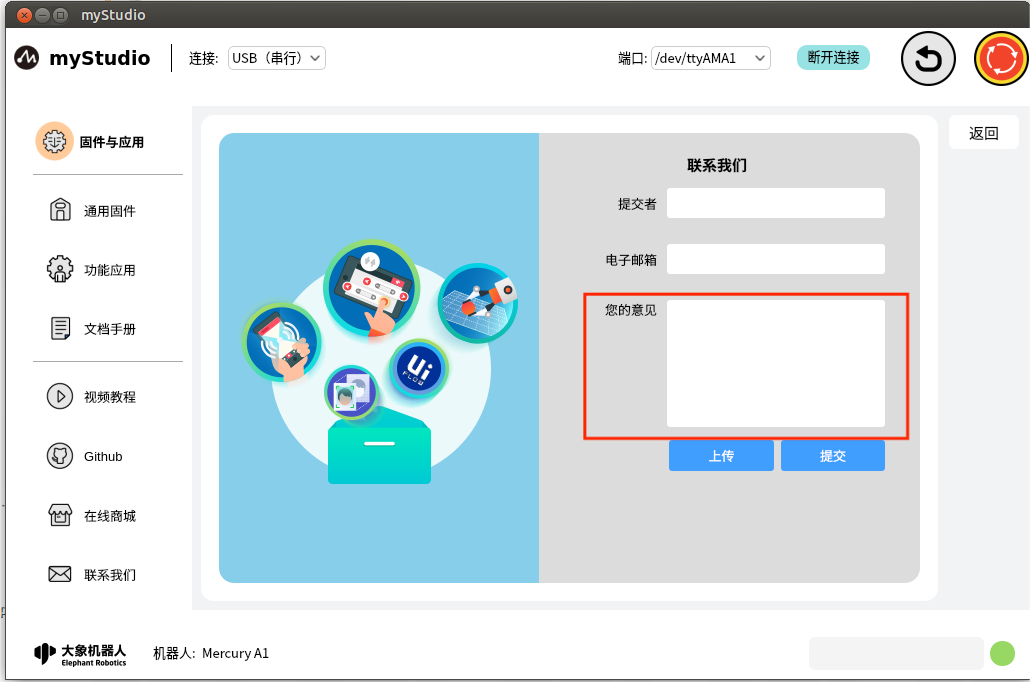 myStudio
myStudio
连接: USB（串行）
端口: /dev/ttyAMA1
断开连接
固件与应用
通用固件
功能应用
文档手册
视频教程
Github
在线商城
联系我们
Ui
FLOW
联系我们
提交者
电子邮箱
您的意见
上传
提交
返回
大象机器人
Elephant Robotics
机器人: Mercury A1